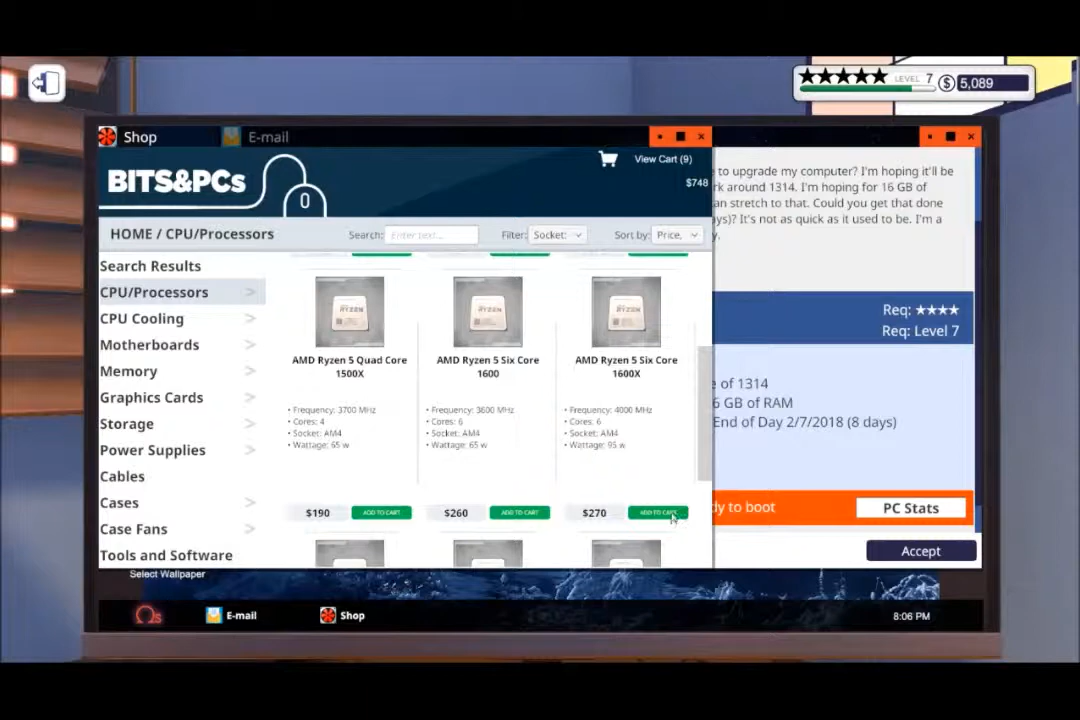 LEVEL 7
$ 5,089
Shop
E-mail
View Cart (9)
$748
BITS&PCs
HOME / CPU/Processors
Search: Enter text...
Filter: Socket:
Sort by: Price,
Search Results
CPU/Processors >
CPU Cooling >
Motherboards >
Memory >
Graphics Cards >
Storage >
Power Supplies >
Cables
Cases >
Case Fans >
Tools and Software
AMD Ryzen 5 Quad Core
1500X
• Frequency: 3700 MHz
• Cores: 4
• Socket: AM4
• Wattage: 65 w
$190
ADD TO CART
AMD Ryzen 5 Six Core
1600
• Frequency: 3600 MHz
• Cores: 6
• Socket: AM4
• Wattage: 65 w
$260
ADD TO CART
AMD Ryzen 5 Six Core
1600X
• Frequency: 4000 MHz
• Cores: 6
• Socket: AM4
• Wattage: 95 w
$270
ADD TO CART
to upgrade my computer? I'm hoping it'll be
rk around 1314. I'm hoping for 16 GB of
an stretch to that. Could you get that done
ys)? It's not as quick as it used to be. I'm a
y.
Req: ★★★★
Req: Level 7
e of 1314
6 GB of RAM
End of Day 2/7/2018 (8 days)
dy to boot
PC Stats
Accept
Select Wallpaper
Ωs
E-mail
Shop
8:06 PM